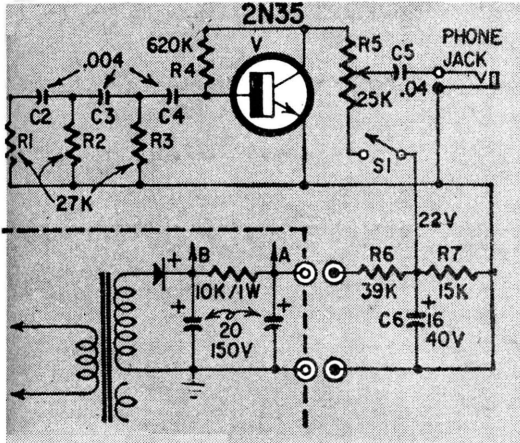 2N35
620K
R4
V
R5
C5
PHONE
JACK
V11
.004
C2
C3
C4
25K
.04
R1
R2
R3
S1
27K
22V
B
A
R6
R7
10K/1W
39K
15K
+
+
+
+
20
150V
C6
16
40V